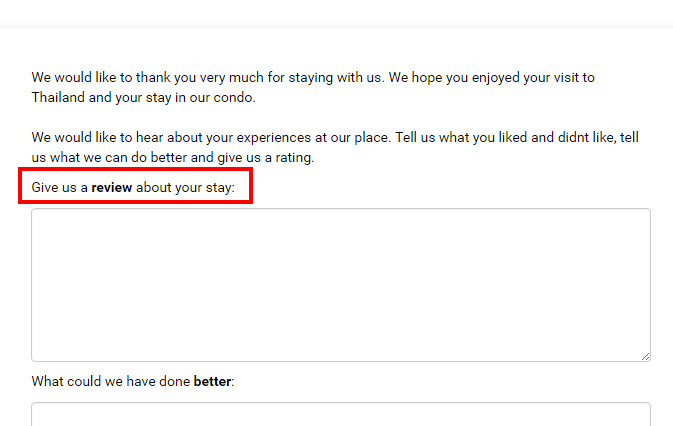 We would like to thank you very much for staying with us. We hope you enjoyed your visit to
Thailand and your stay in our condo.
We would like to hear about your experiences at our place. Tell us what you liked and didnt like, tell
us what we can do better and give us a rating.
Give us a review about your stay:
What could we have done better: